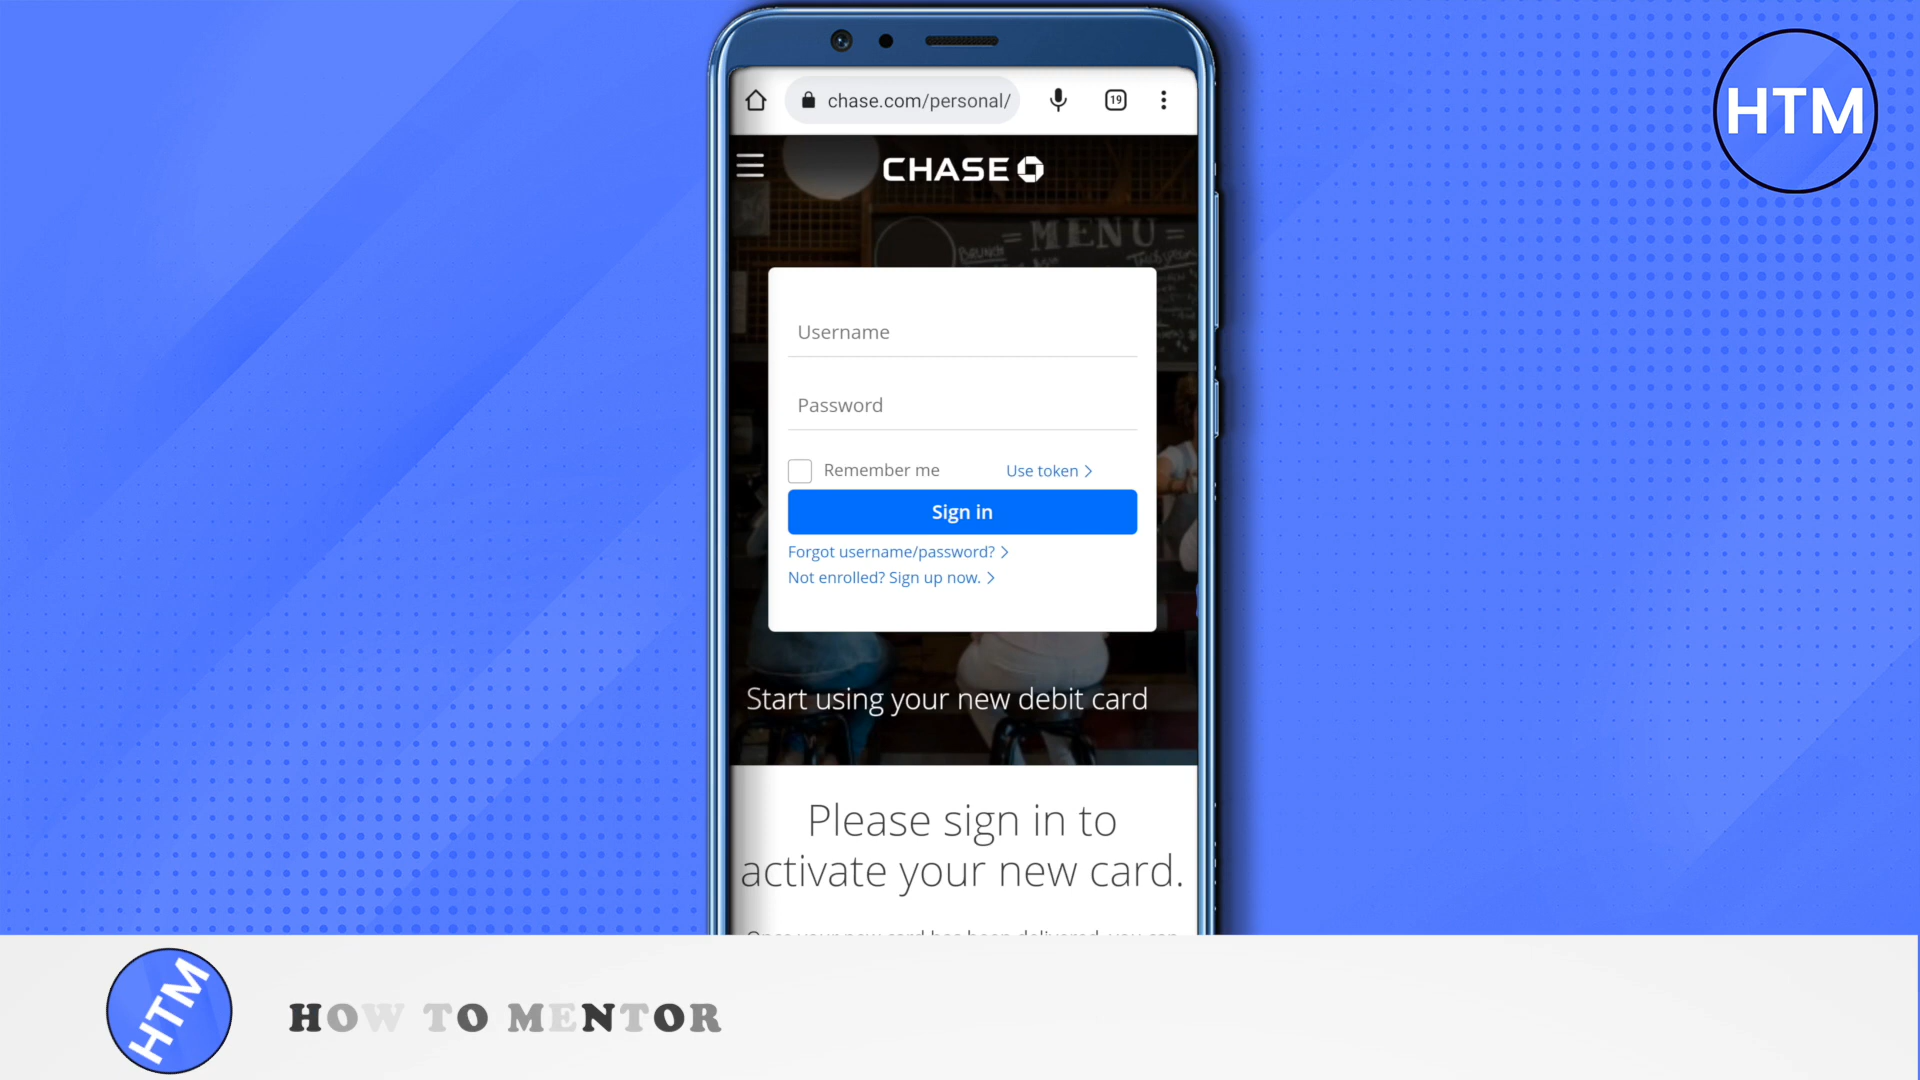 HTM
19
chase.com/personal/
CHASE
=MENU=
Brunch
Username
Password
Remember me
Use token >
Sign in
Forgot username/password? >
Not enrolled? Sign up now. >
Start using your new debit card
Please sign in to
activate your new card.
HTM
HOW TO MENTOR